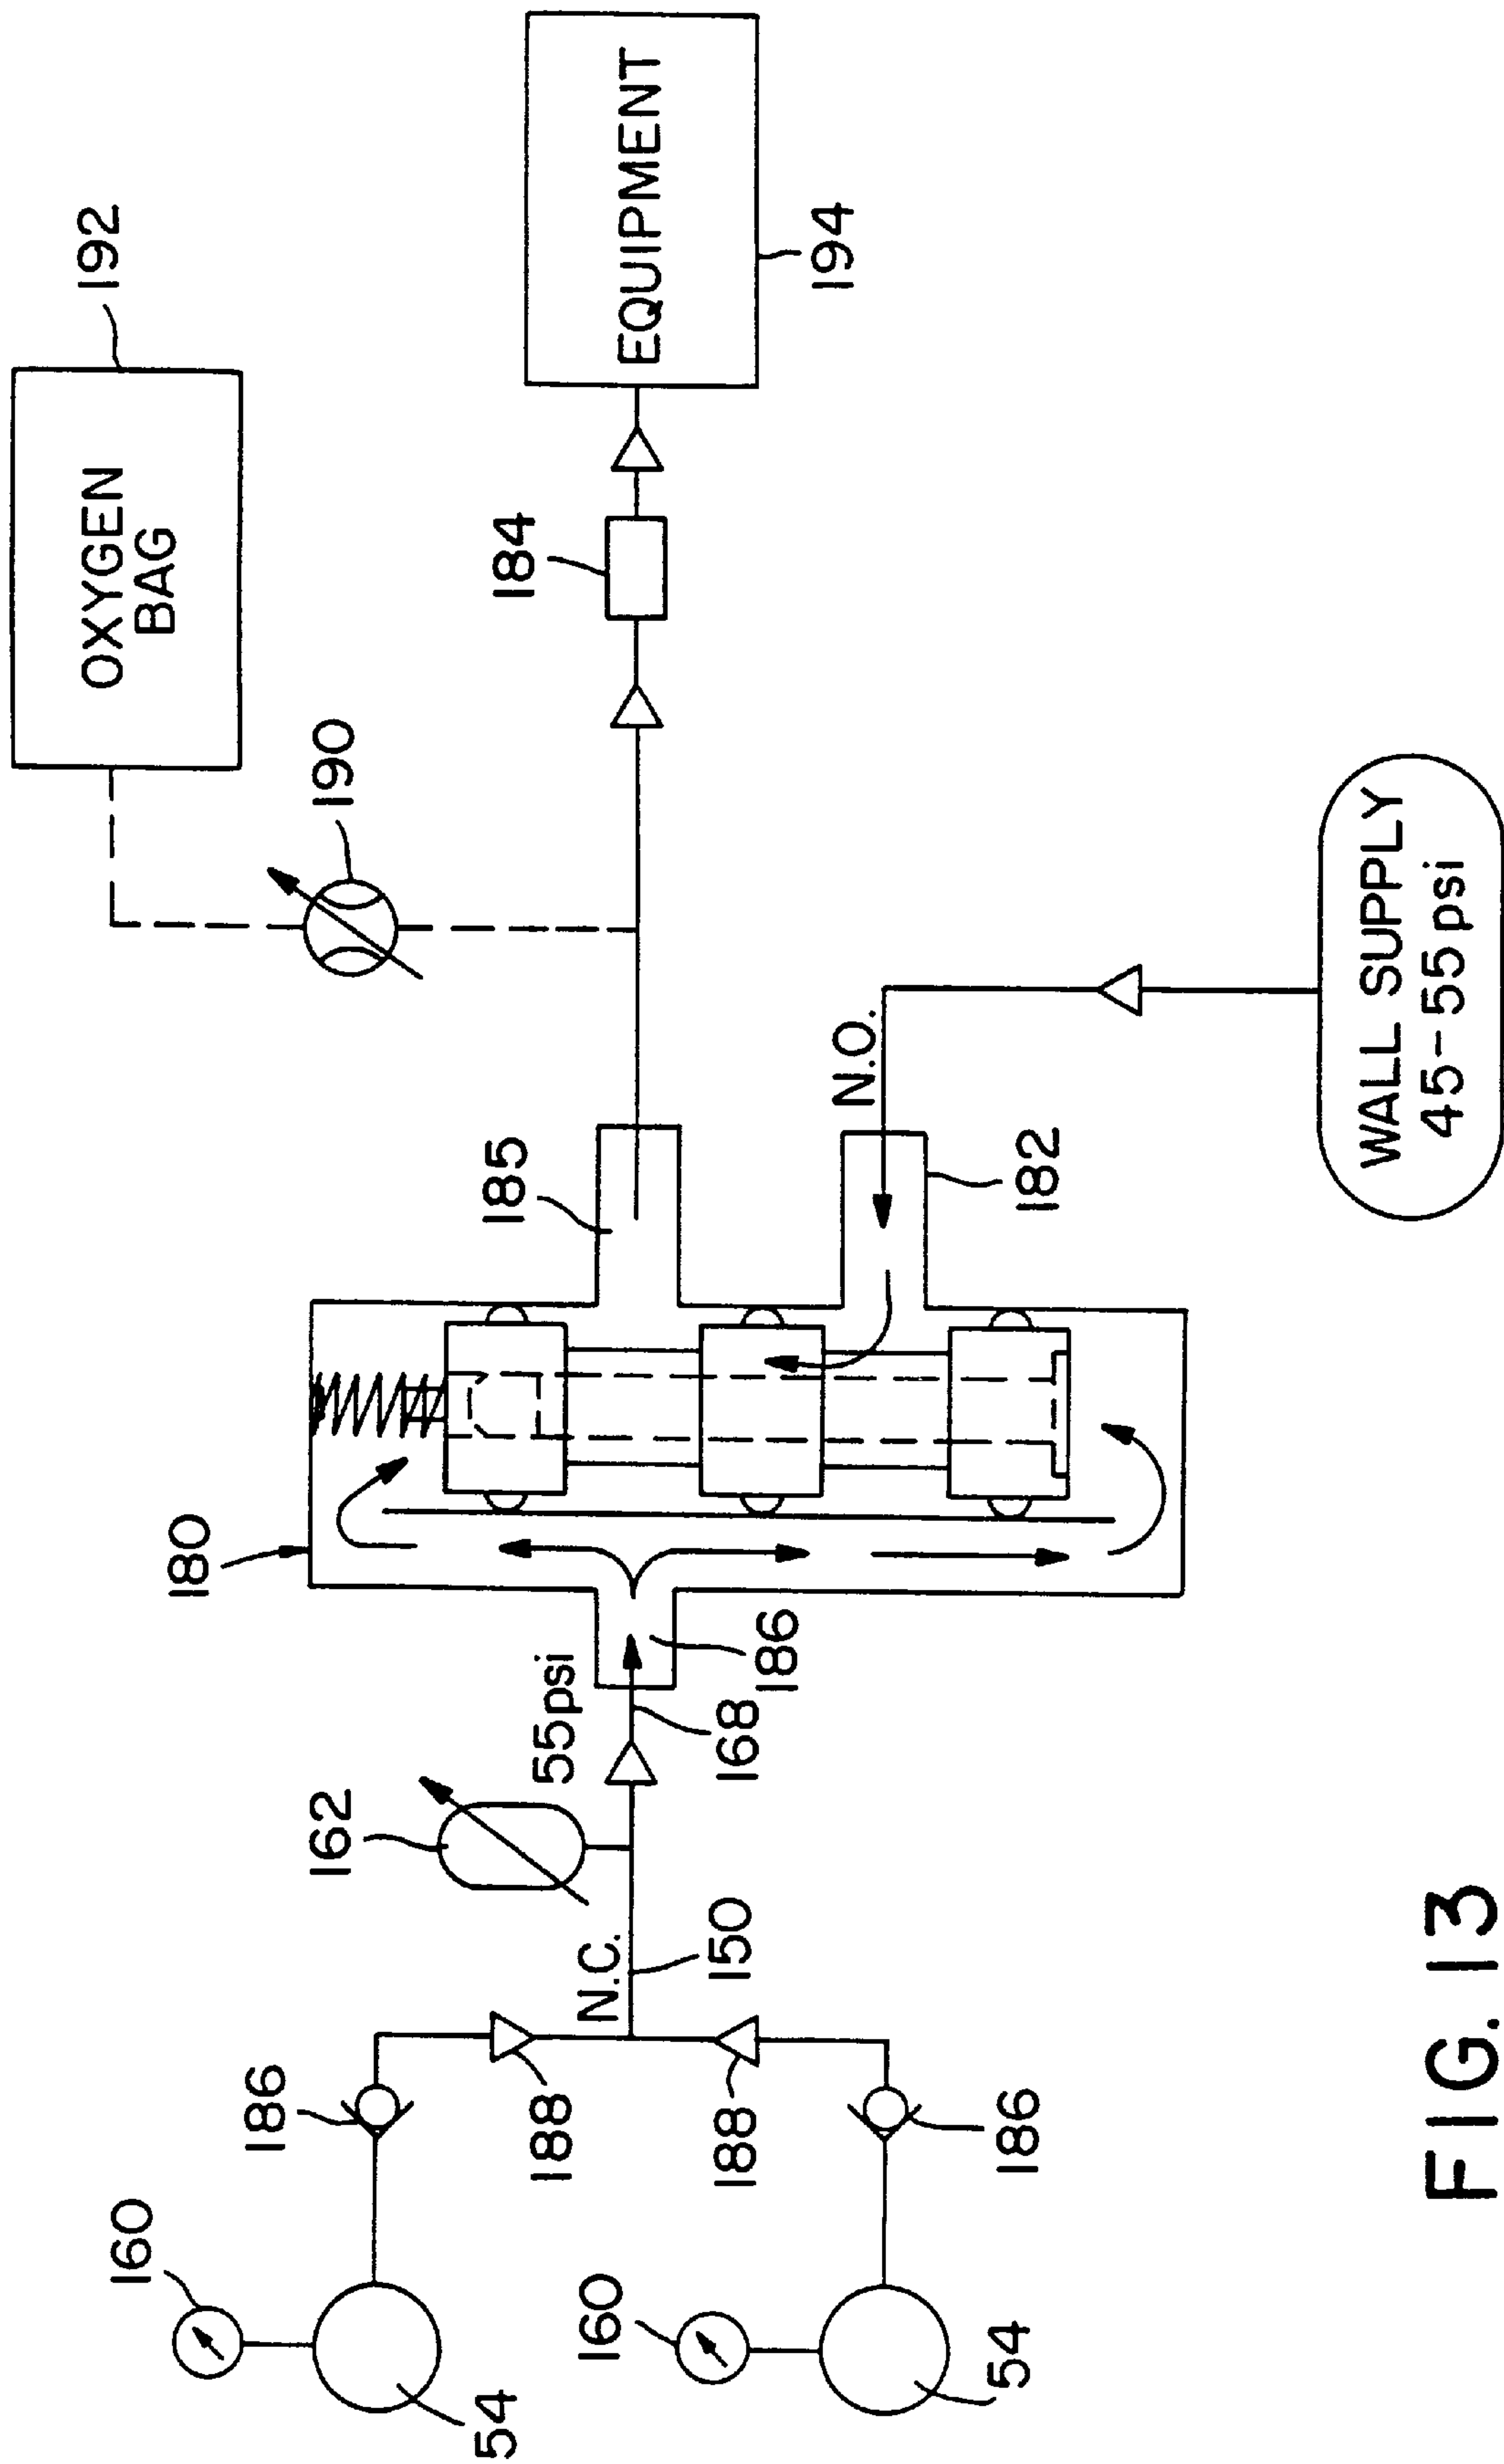 OXYGEN
BAG
192
190
EQUIPMENT
194
184
185
N.O.
182
WALL SUPPLY
45-55 psi
180
186
55psi
168
162
N.C.
150
186
188
188
186
160
54
160
54
FIG. 13